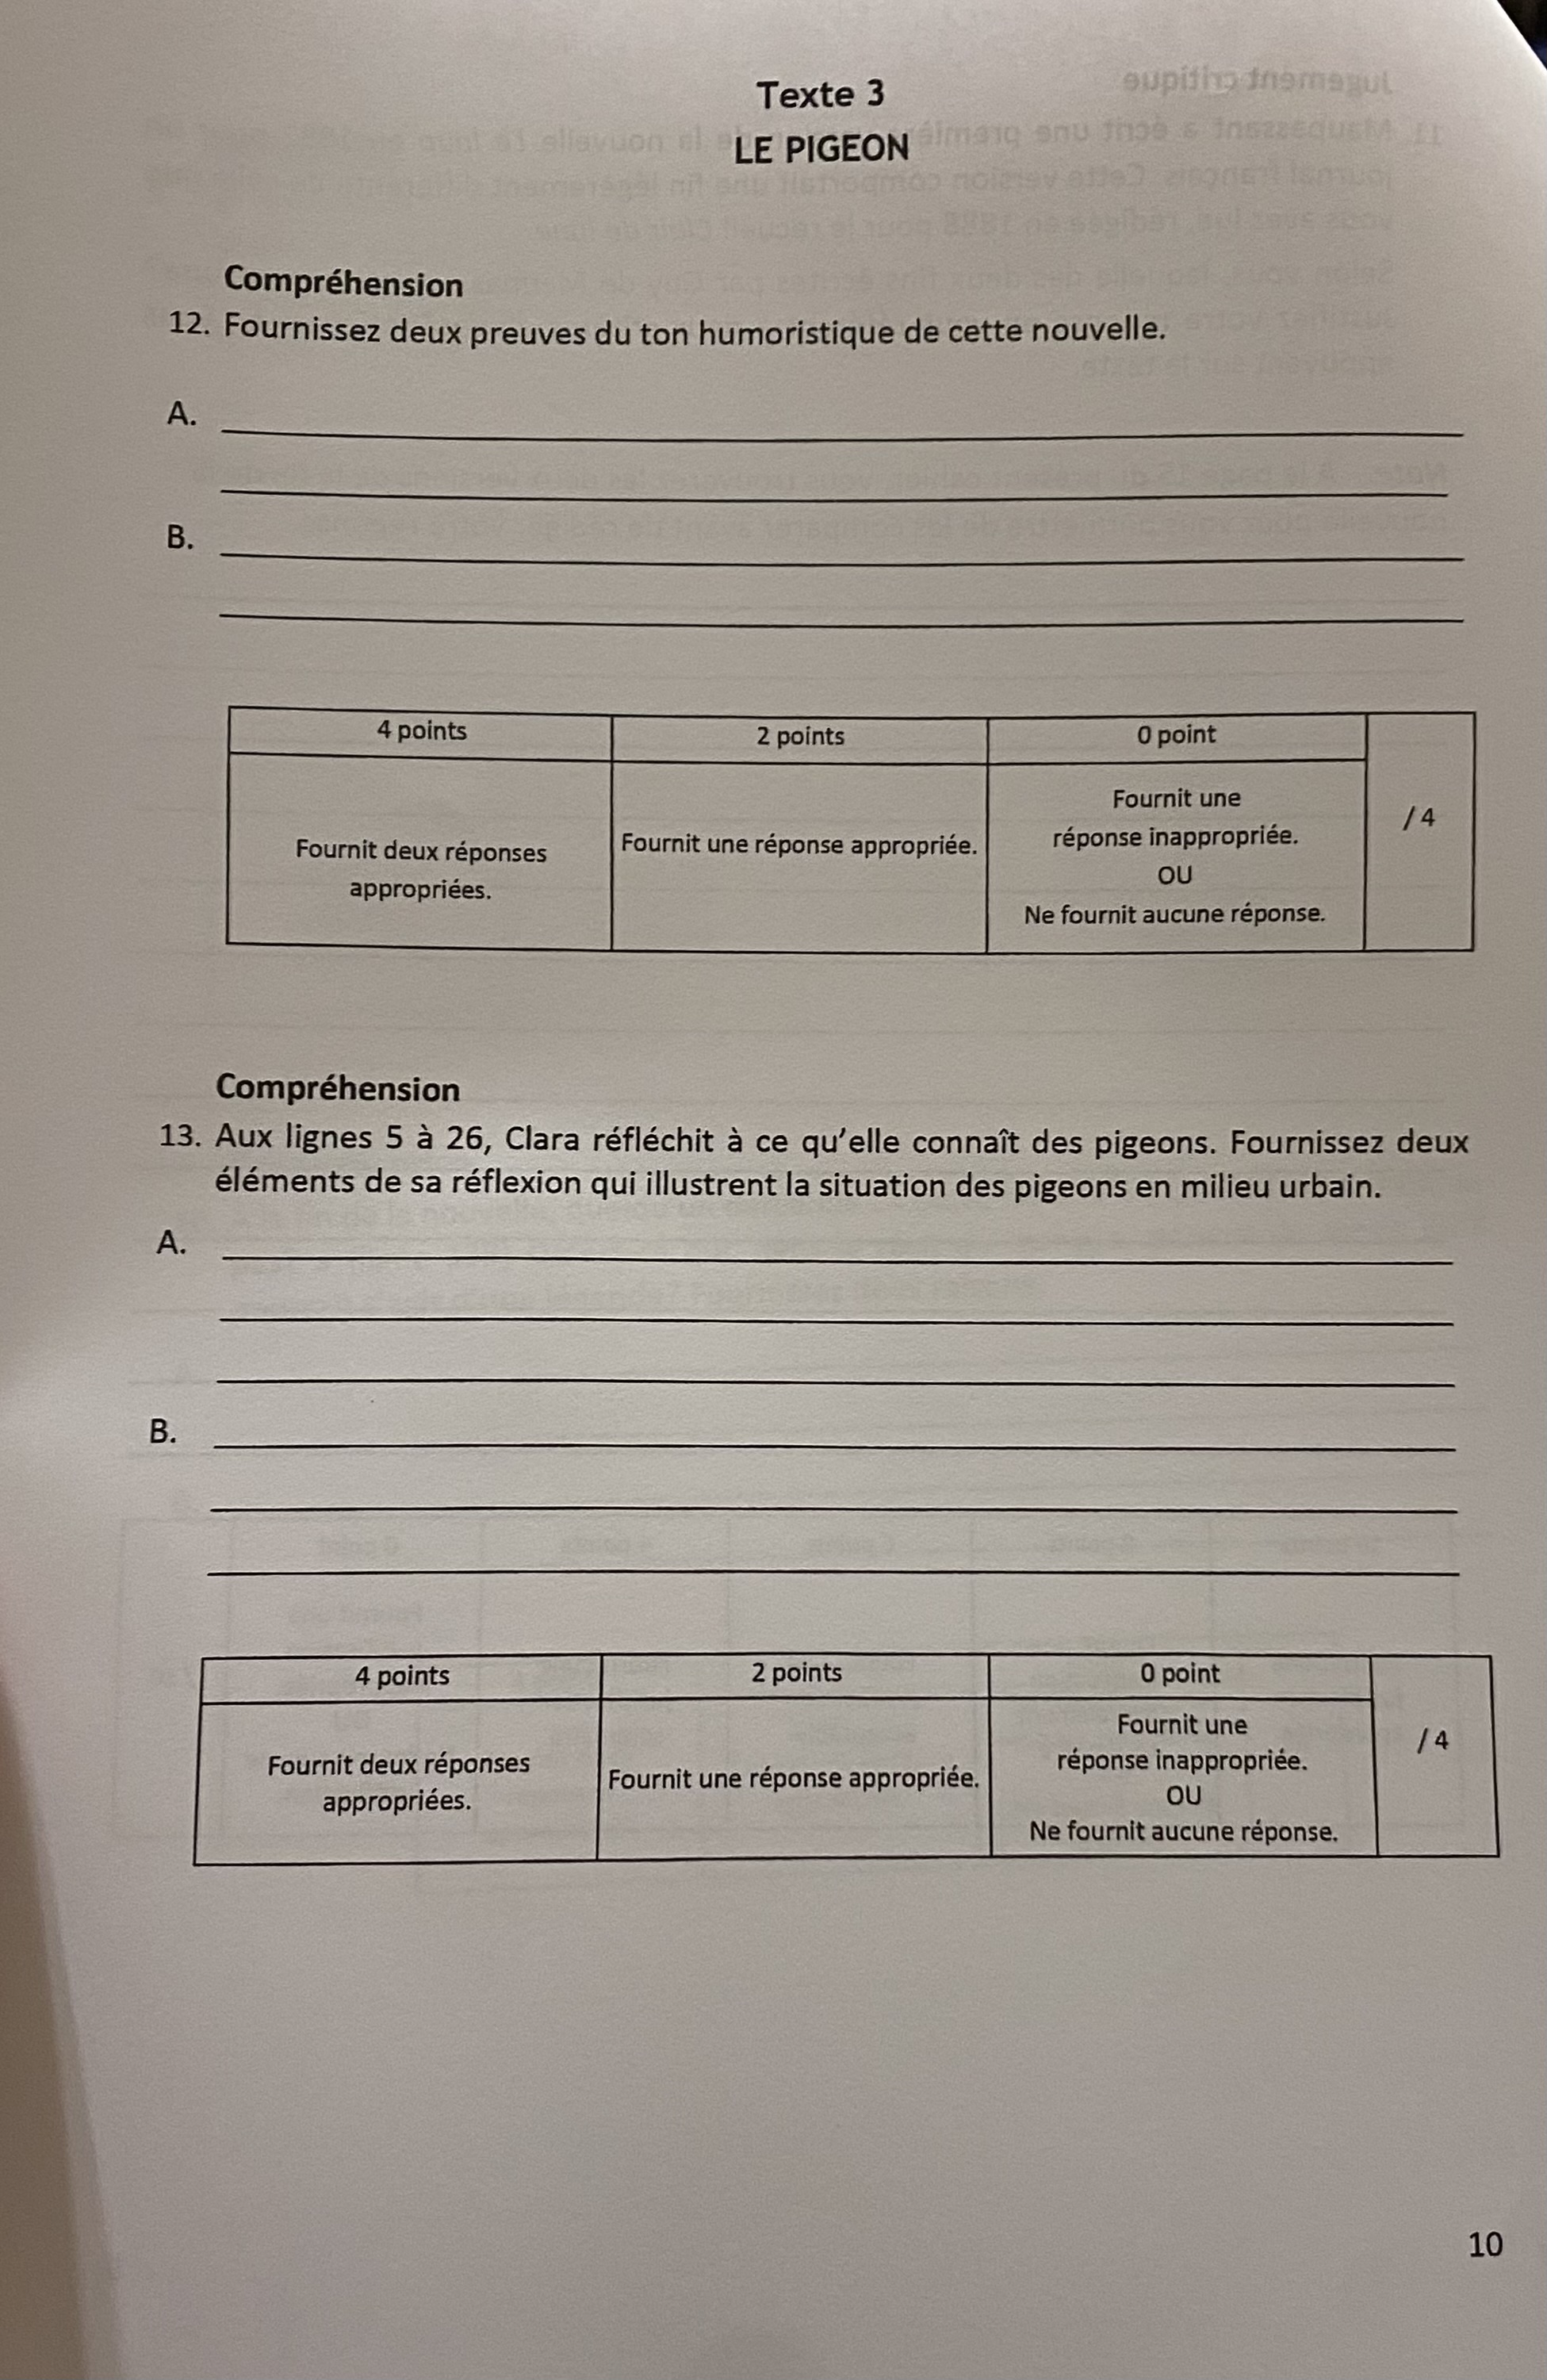 Texte 3
LE PIGEON
Compréhension
12. Fournissez deux preuves du ton humoristique de cette nouvelle.
A.
B.
4 points
2 points
0 point
Fournit deux réponses
appropriées.
Fournit une réponse appropriée.
Fournit une
réponse inappropriée.
OU
Ne fournit aucune réponse.
/ 4
Compréhension
13. Aux lignes 5 à 26, Clara réfléchit à ce qu'elle connaît des pigeons. Fournissez deux
éléments de sa réflexion qui illustrent la situation des pigeons en milieu urbain.
A.
B.
4 points
2 points
0 point
Fournit deux réponses
appropriées.
Fournit une réponse appropriée.
Fournit une
réponse inappropriée.
OU
Ne fournit aucune réponse.
/ 4
10